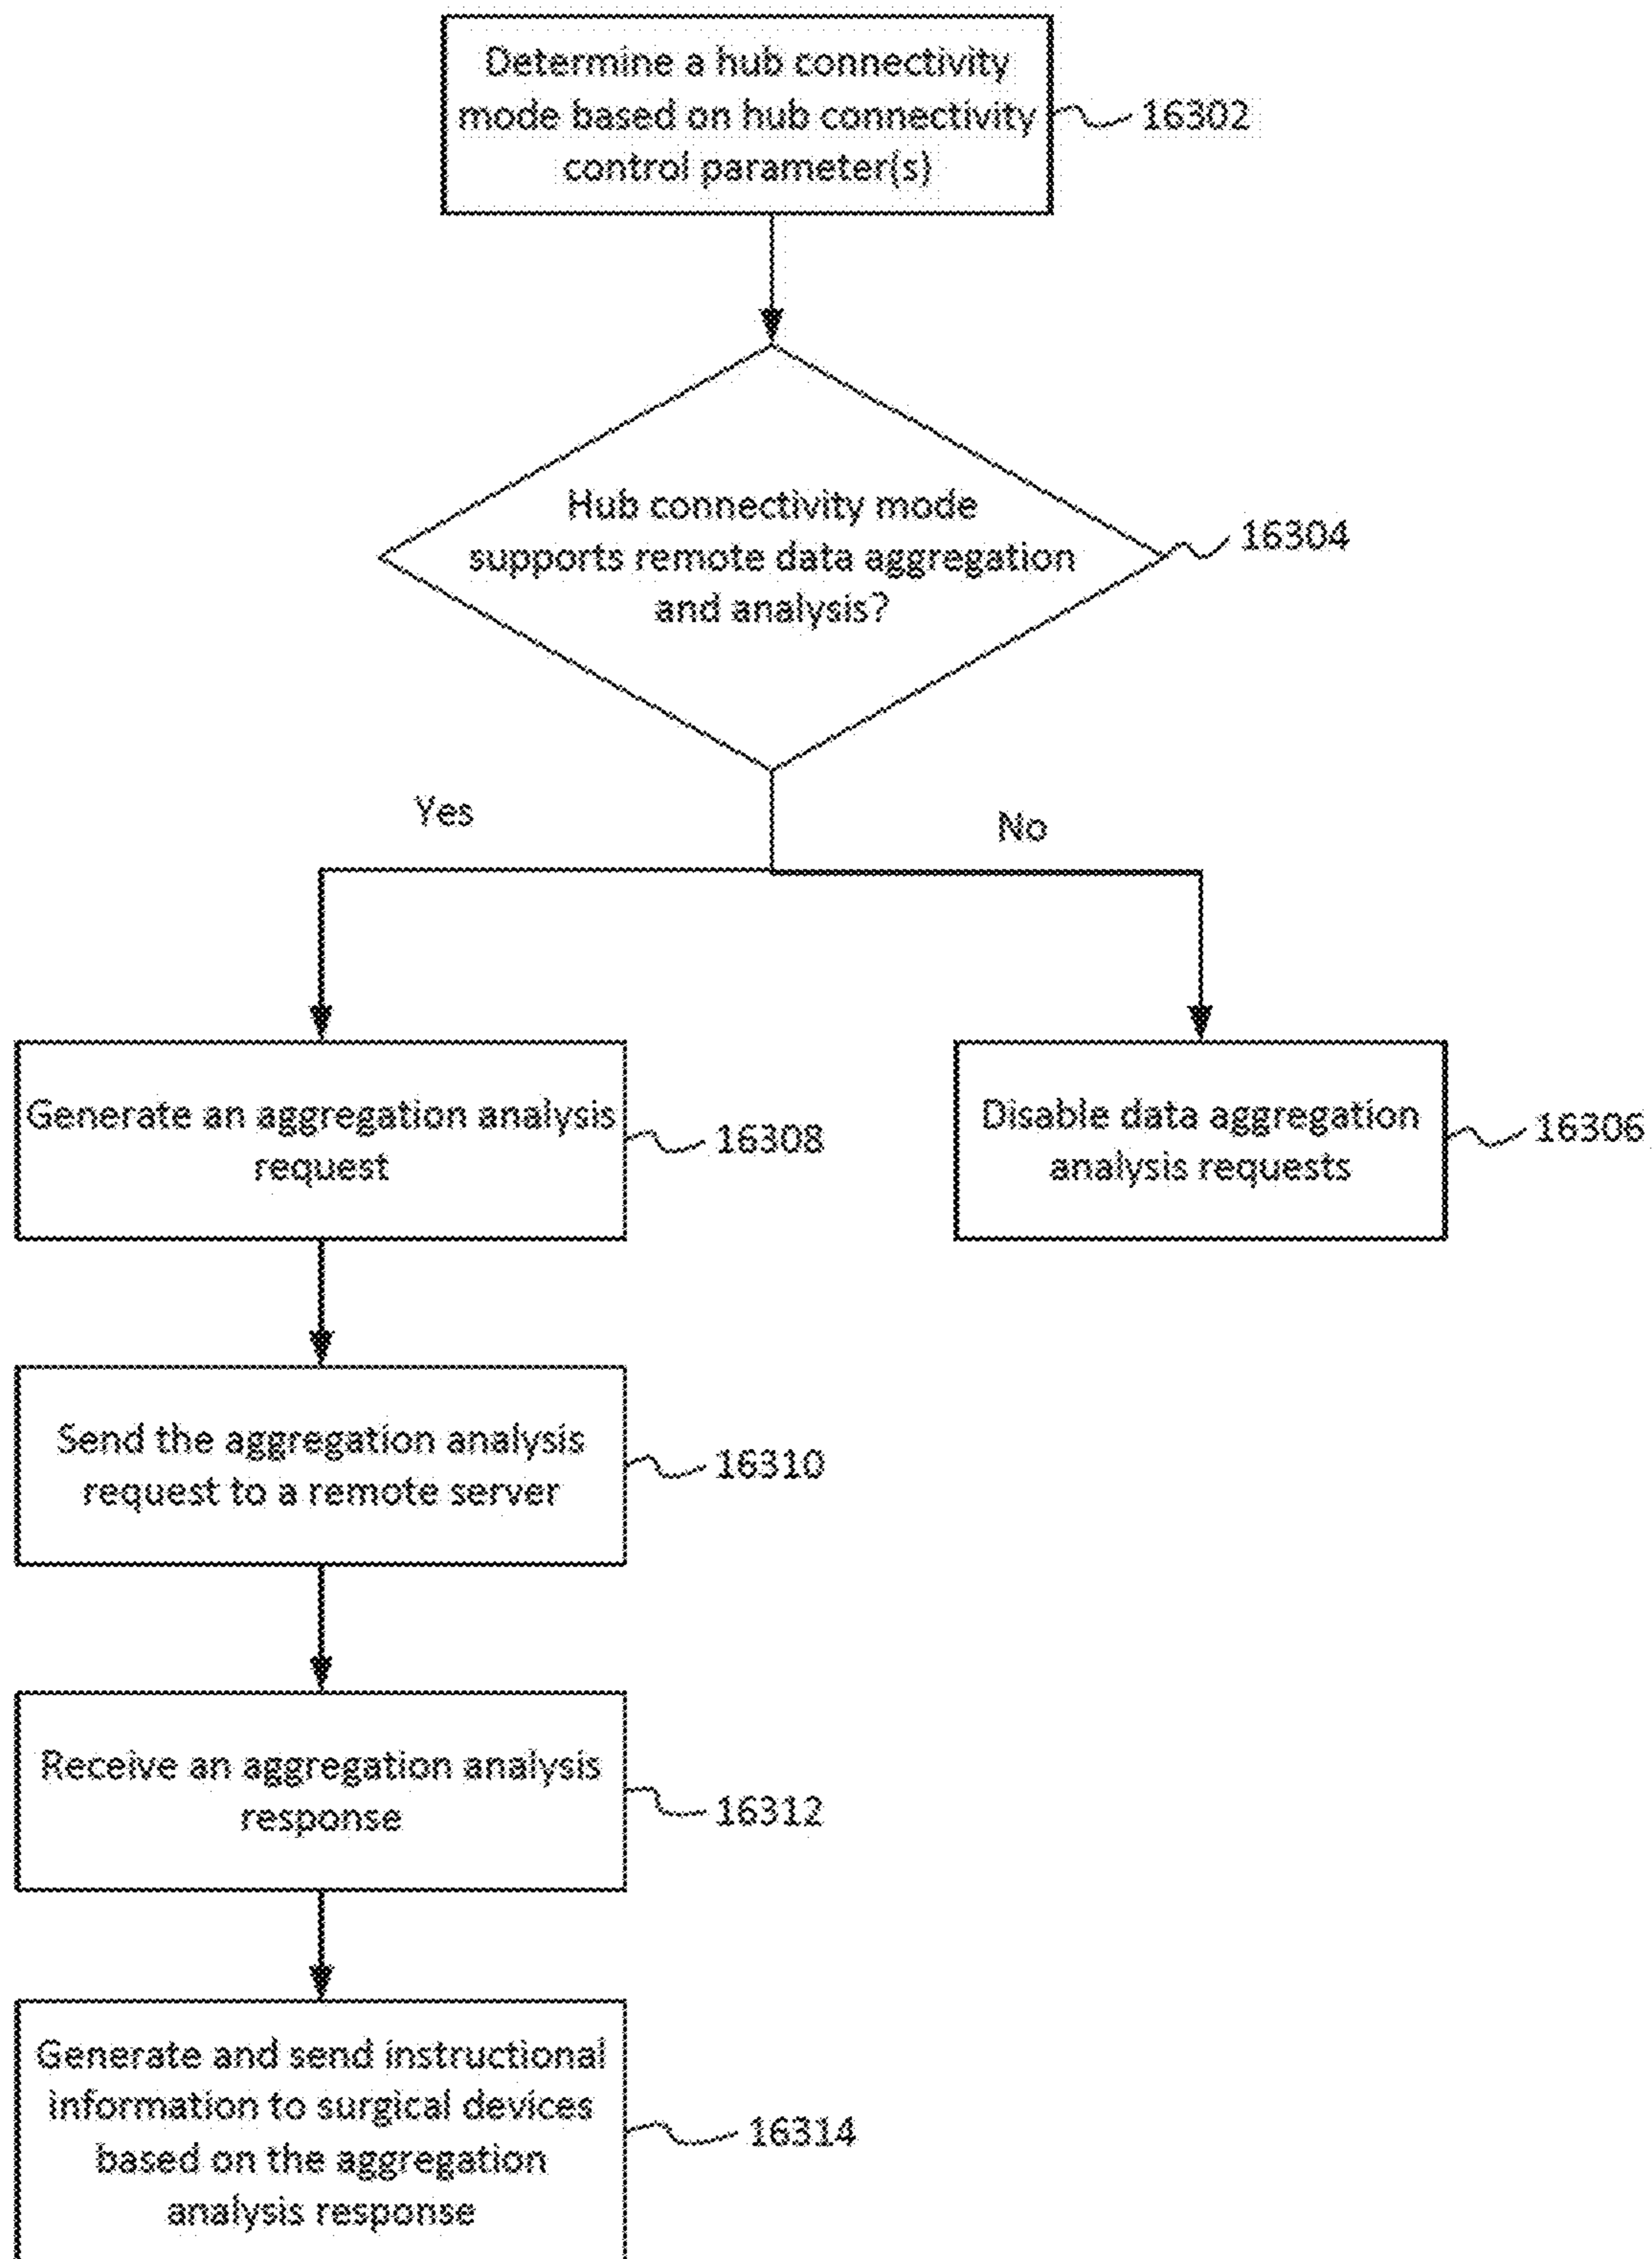 Determine a hub connectivity
mode based on hub connectivity
control parameter(s)
16302
Hub connectivity mode
supports remote data aggregation
and analysis?
16304
Yes
No
Generate an aggregation analysis
request
16308
Disable data aggregation
analysis requests
16306
Send the aggregation analysis
request to a remote server
16310
Receive an aggregation analysis
response
16312
Generate and send instructional
information to surgical devices
based on the aggregation
analysis response
16314